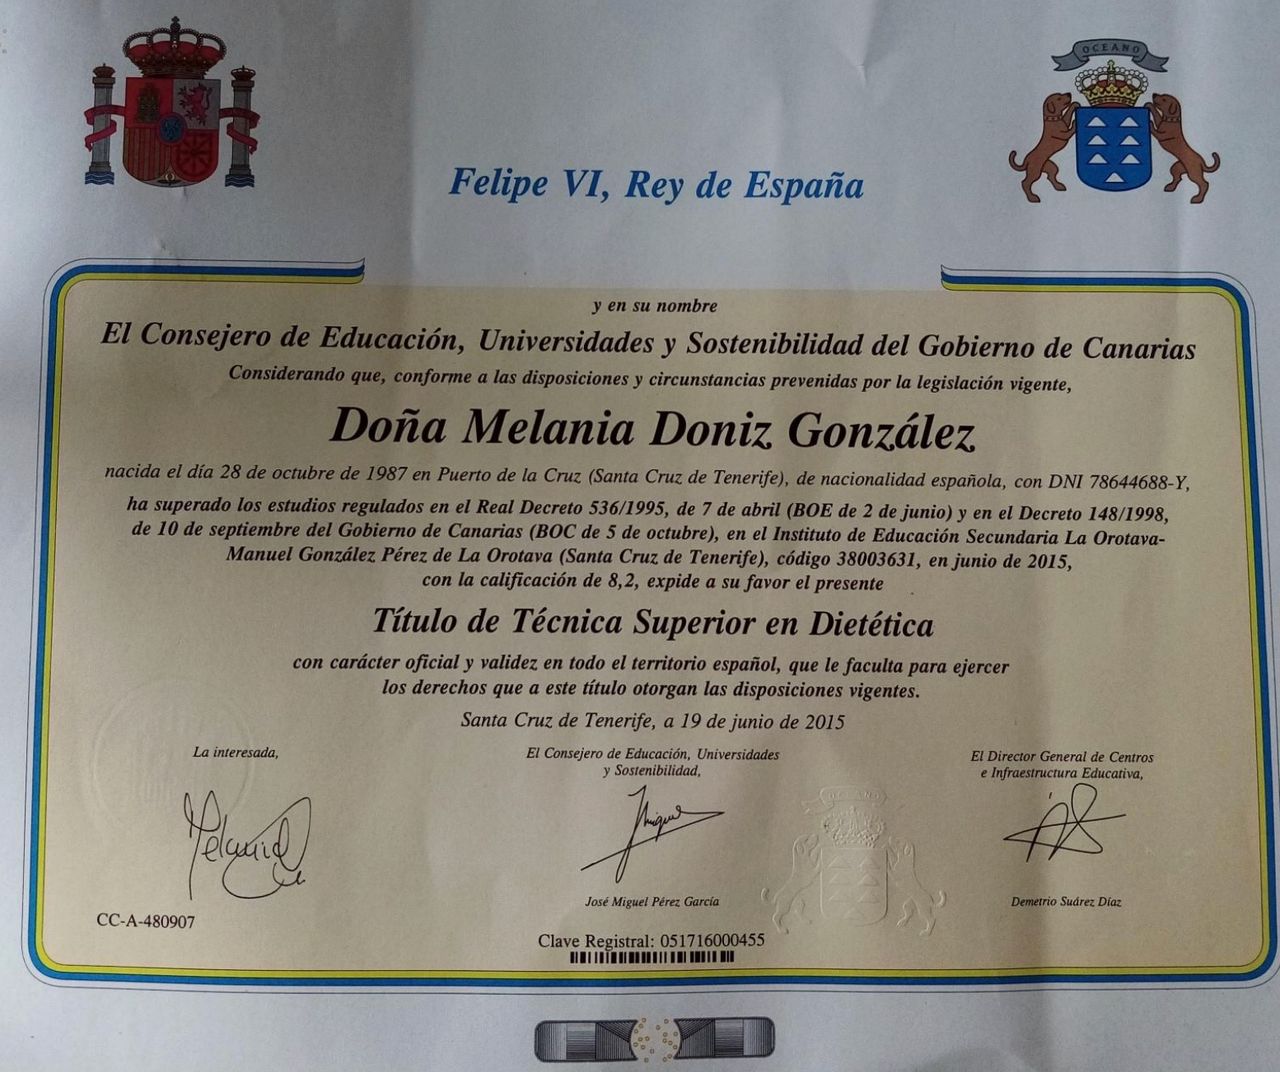 OCEANO
Felipe VI, Rey de España
y en su nombre
El Consejero de Educación, Universidades y Sostenibilidad del Gobierno de Canarias
Considerando que, conforme a las disposiciones y circunstancias prevenidas por la legislación vigente,
Doña Melania Doniz González
nacida el día 28 de octubre de 1987 en Puerto de la Cruz (Santa Cruz de Tenerife), de nacionalidad española, con DNI 78644688-Y,
ha superado los estudios regulados en el Real Decreto 536/1995, de 7 de abril (BOE de 2 de junio) y en el Decreto 148/1998,
de 10 de septiembre del Gobierno de Canarias (BOC de 5 de octubre), en el Instituto de Educación Secundaria La Orotava-
Manuel González Pérez de La Orotava (Santa Cruz de Tenerife), código 38003631, en junio de 2015,
con la calificación de 8,2, expide a su favor el presente
Título de Técnica Superior en Dietética
con carácter oficial y validez en todo el territorio español, que le faculta para ejercer
los derechos que a este título otorgan las disposiciones vigentes.
Santa Cruz de Tenerife, a 19 de junio de 2015
La interesada,
El Consejero de Educación, Universidades
y Sostenibilidad,
El Director General de Centros
e Infraestructura Educativa,
Melania
José Miguel Pérez García
Demetrio Suárez Díaz
CC-A-480907
Clave Registral: 051716000455